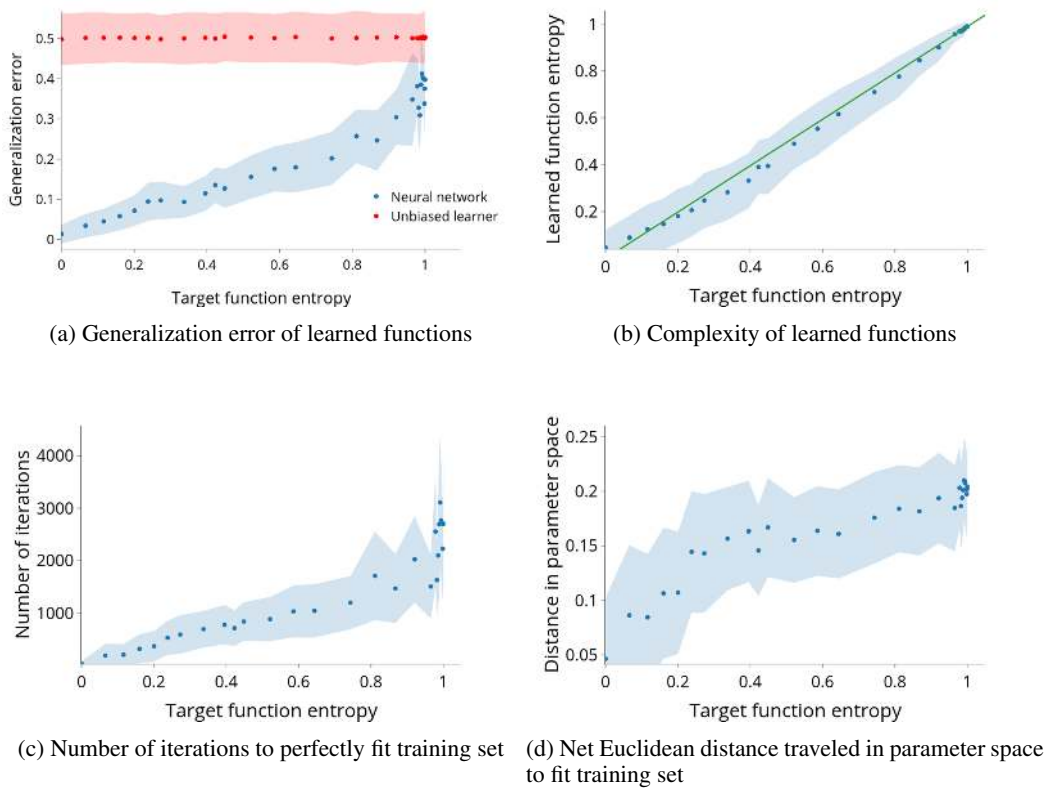 Generalization error
0.5
0.4
0.3
0.2
0.1
0
Neural network
Unbiased learner
0 0.2 0.4 0.6 0.8 1
Target function entropy
(a) Generalization error of learned functions
Learned function entropy
1
0.8
0.6
0.4
0.2
0 0.2 0.4 0.6 0.8 1
Target function entropy
(b) Complexity of learned functions
Number of iterations
4000
3000
2000
1000
0 0.2 0.4 0.6 0.8 1
Target function entropy
(c) Number of iterations to perfectly fit training set
Distance in parameter space
0.25
0.2
0.15
0.1
0.05
0 0.2 0.4 0.6 0.8 1
Target function entropy
(d) Net Euclidean distance traveled in parameter space
to fit training set